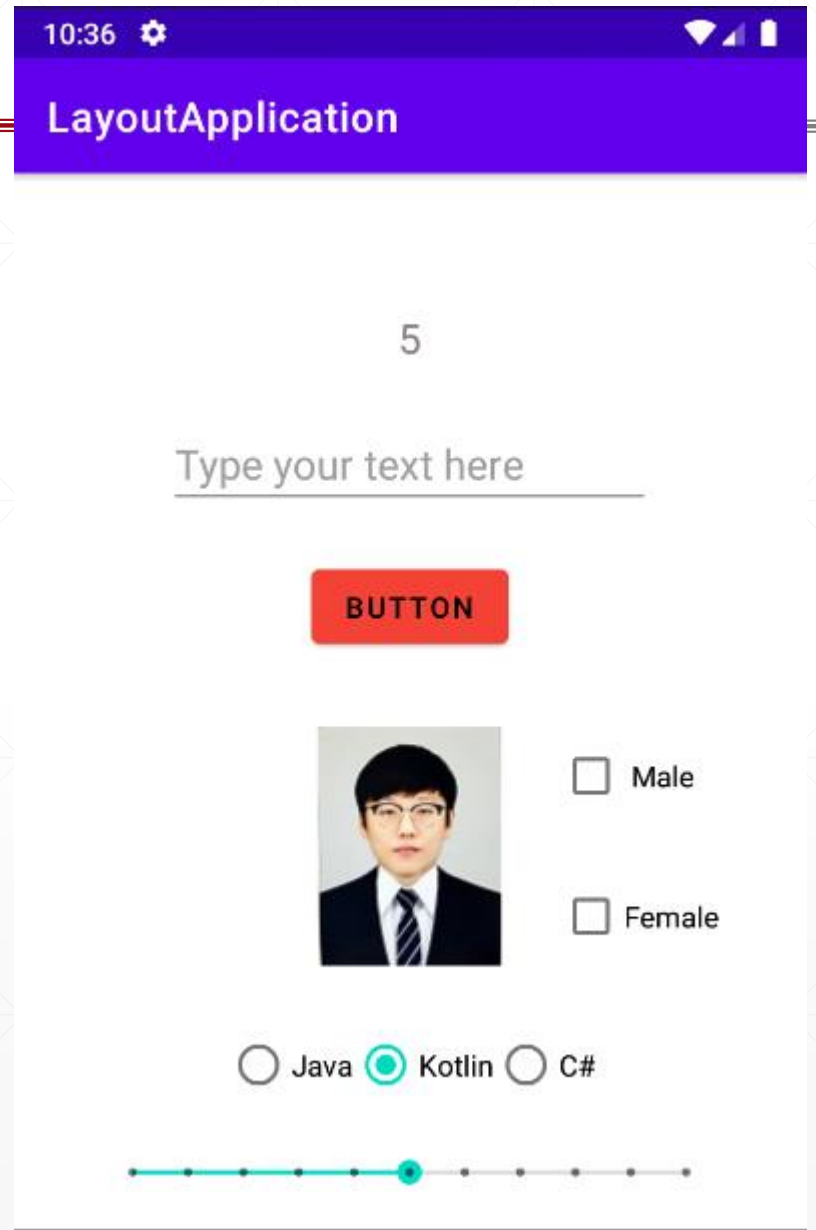 10:36
LayoutApplication
5
Type your text here
BUTTON
Male
Female
Java Kotlin C#